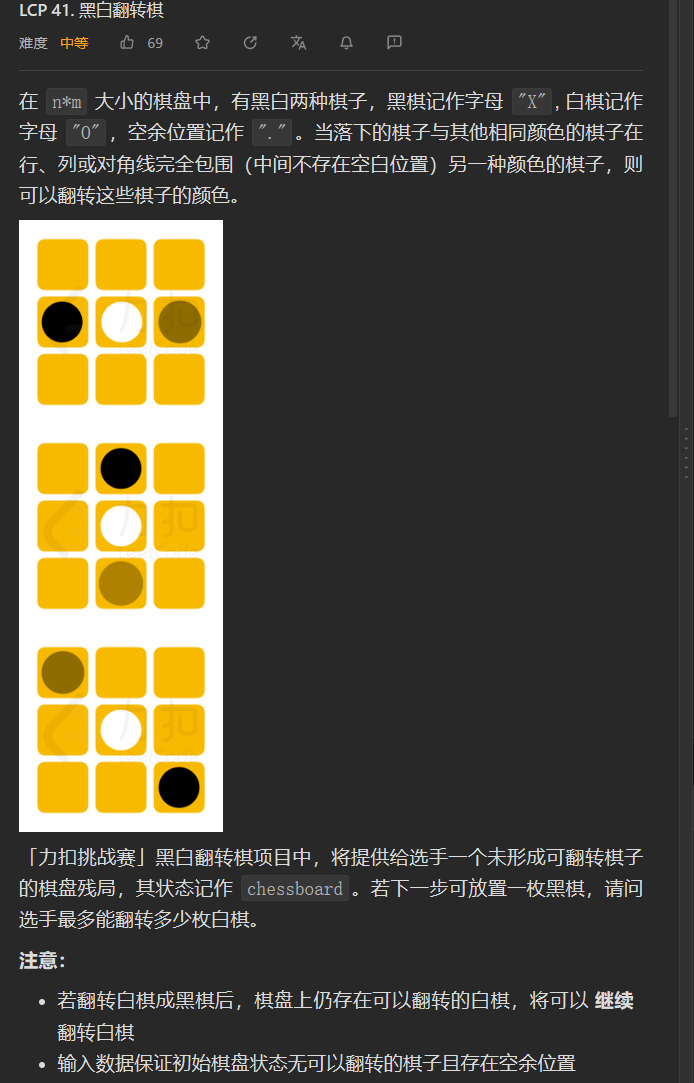 LCP 41. 黑白翻转棋
难度 中等 69
在 n*m 大小的棋盘中，有黑白两种棋子，黑棋记作字母 "X", 白棋记作
字母 "O"，空余位置记作 "."。当落下的棋子与其他相同颜色的棋子在
行、列或对角线完全包围（中间不存在空白位置）另一种颜色的棋子，则
可以翻转这些棋子的颜色。
力扣
力扣
力扣
「力扣挑战赛」黑白翻转棋项目中，将提供给选手一个未形成可翻转棋子
的棋盘残局，其状态记作 chessboard。若下一步可放置一枚黑棋，请问
选手最多能翻转多少枚白棋。
注意：
• 若翻转白棋成黑棋后，棋盘上仍存在可以翻转的白棋，将可以 继续
翻转白棋
• 输入数据保证初始棋盘状态无可以翻转的棋子且存在空余位置